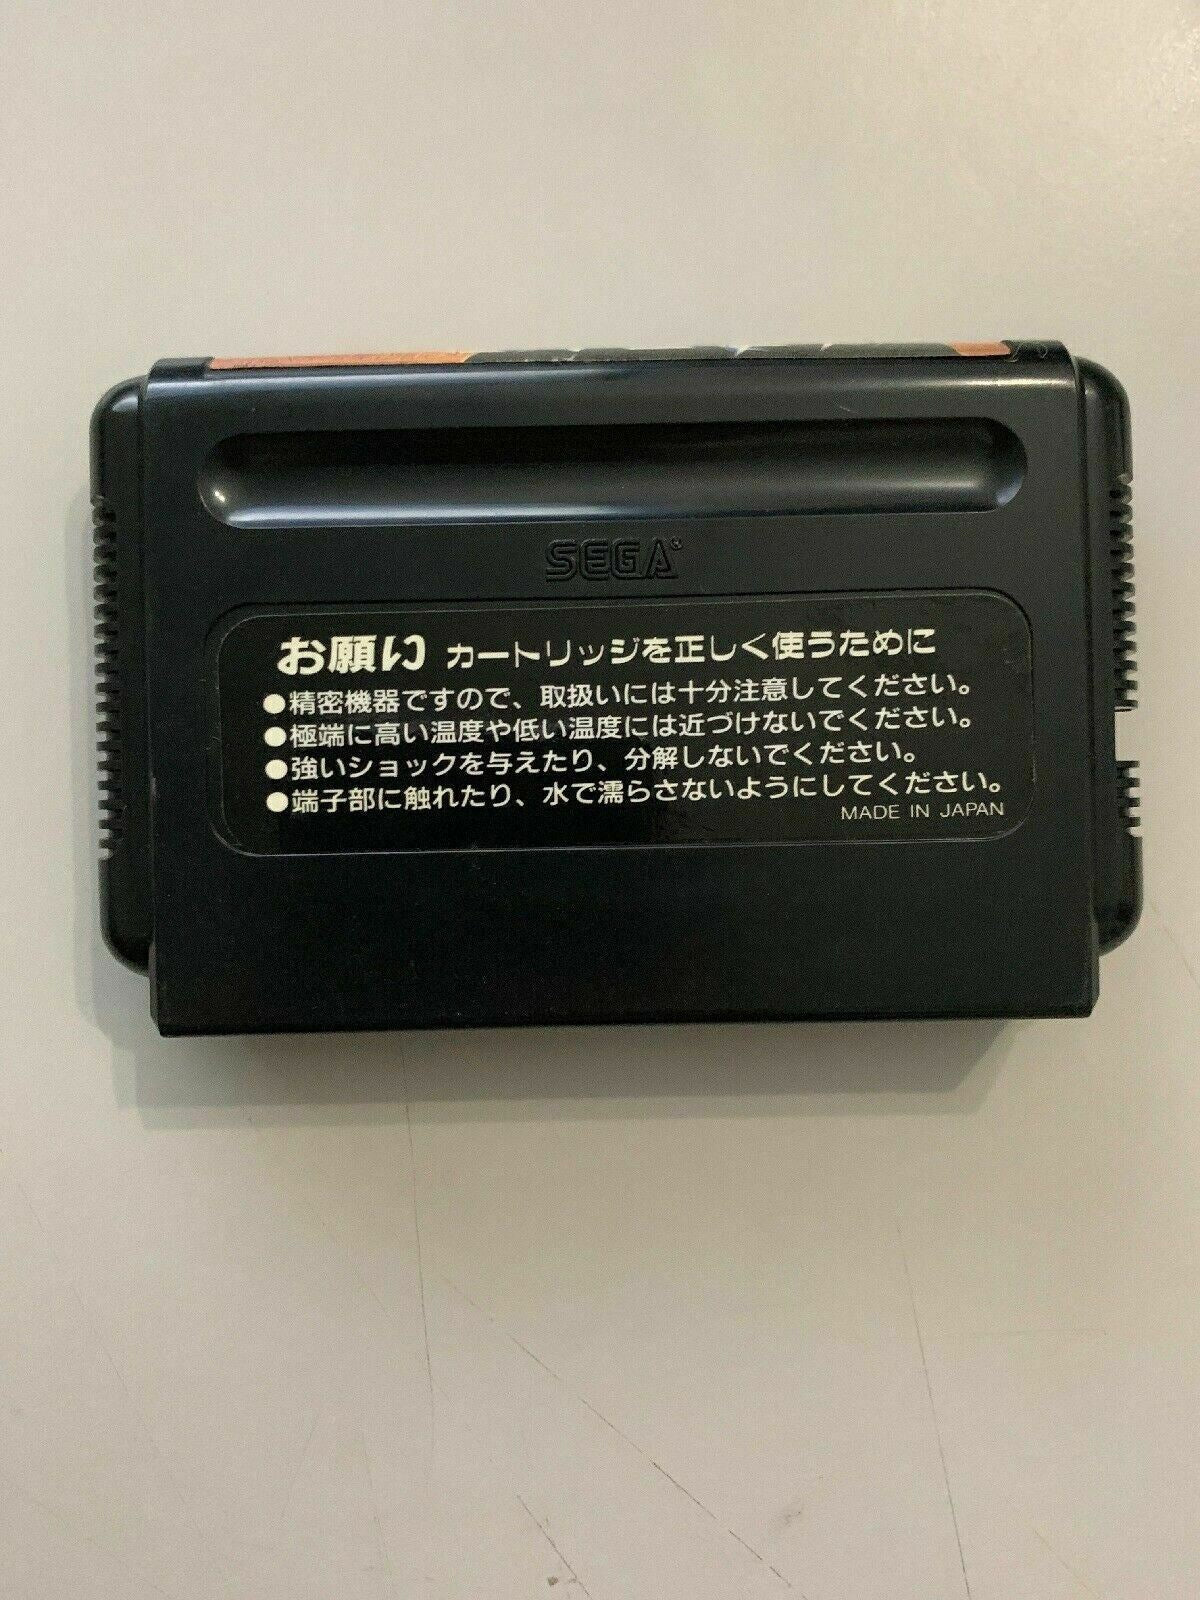 SEGA®
お願い カートリッジを正しく使うために
●精密機器ですので、取扱いには十分注意してください。
●極端に高い温度や低い温度には近づけないでください。
●強いショックを与えたり、分解しないでください。
●端子部に触れたり、水で濡らさないようにしてください。
MADE IN JAPAN